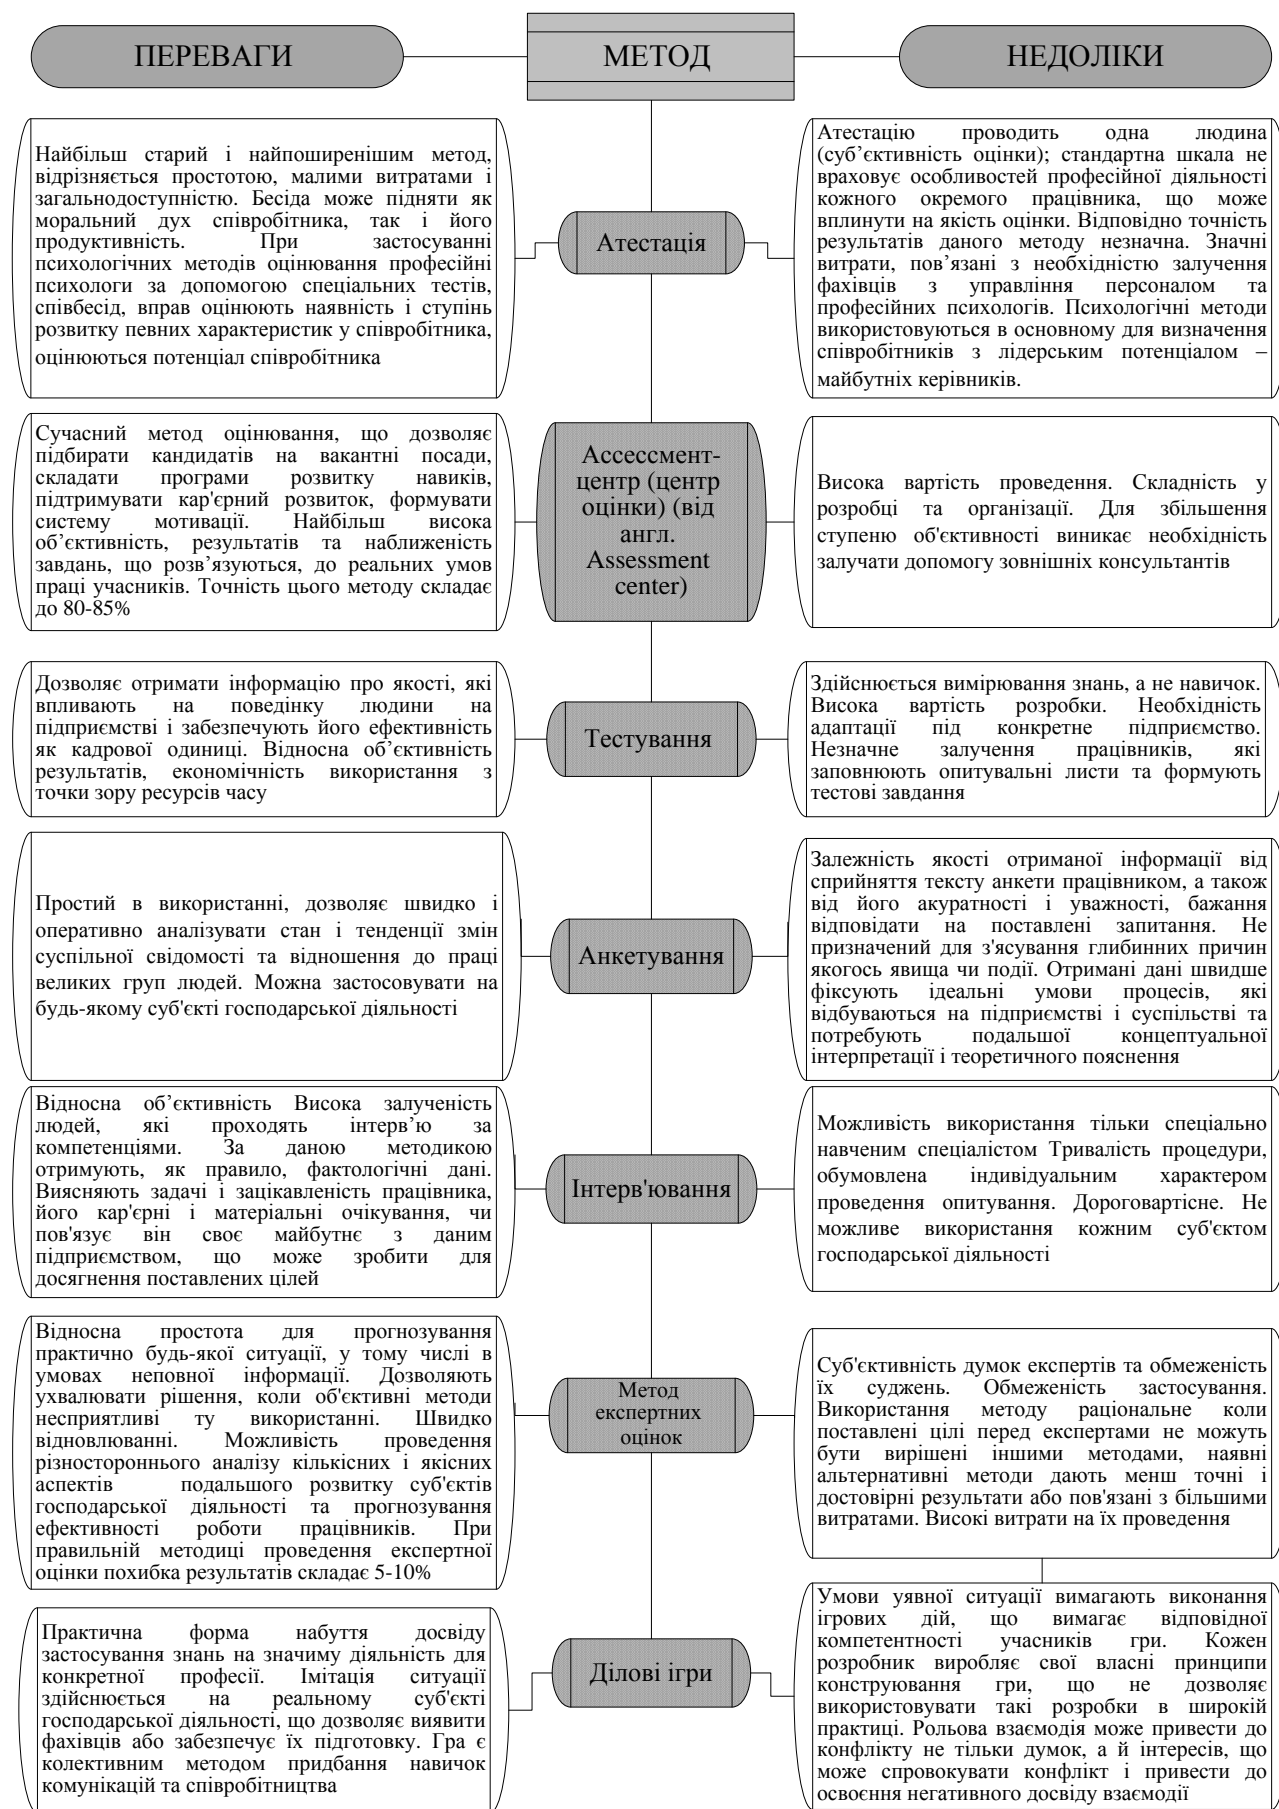 ПЕРЕВАГИ
МЕТОД
НЕДОЛІКИ
Найбільш старий і найпоширенішим метод,
відрізняється простотою, малими витратами і
загальнодоступністю. Бесіда може підняти як
моральний дух співробітника, так і його
продуктивність. При застосуванні
психологічних методів оцінювання професійні
психологи за допомогою спеціальних тестів,
співбесід, вправ оцінюють наявність і ступінь
розвитку певних характеристик у співробітника,
оцінюються потенціал співробітника
Атестація
Атестацію проводить одна людина
(суб’єктивність оцінки); стандартна шкала не
враховує особливостей професійної діяльності
кожного окремого працівника, що може
вплинути на якість оцінки. Відповідно точність
результатів даного методу незначна. Значні
витрати, пов’язані з необхідністю залучення
фахівців з управління персоналом та
професійних психологів. Психологічні методи
використовуються в основному для визначення
співробітників з лідерським потенціалом –
майбутніх керівників.
Сучасний метод оцінювання, що дозволяє
підбирати кандидатів на вакантні посади,
складати програми розвитку навиків,
підтримувати кар'єрний розвиток, формувати
систему мотивації. Найбільш висока
об’єктивність, результатів та наближеність
завдань, що розв’язуються, до реальних умов
праці учасників. Точність цього методу складає
до 80-85%
Ассессмент-
центр (центр
оцінки) (від
англ.
Assessment
center)
Висока вартість проведення. Складність у
розробці та організації. Для збільшення
ступеню об'єктивності виникає необхідність
залучати допомогу зовнішніх консультантів
Дозволяє отримати інформацію про якості, які
впливають на поведінку людини на
підприємстві і забезпечують його ефективність
як кадрової одиниці. Відносна об’єктивність
результатів, економічність використання з
точки зору ресурсів часу
Тестування
Здійснюється вимірювання знань, а не навичок.
Висока вартість розробки. Необхідність
адаптації під конкретне підприємство.
Незначне залучення працівників, які
заповнюють опитувальні листи та формують
тестові завдання
Простий в використанні, дозволяє швидко і
оперативно аналізувати стан і тенденції змін
суспільної свідомості та відношення до праці
великих груп людей. Можна застосовувати на
будь-якому суб'єкті господарської діяльності
Анкетування
Залежність якості отриманої інформації від
сприйняття тексту анкети працівником, а також
від його акуратності і уважності, бажання
відповідати на поставлені запитання. Не
призначений для з'ясування глибинних причин
якогось явища чи події. Отримані дані швидше
фіксують ідеальні умови процесів, які
відбуваються на підприємстві і суспільстві та
потребують подальшої концептуальної
інтерпретації і теоретичного пояснення
Відносна об’єктивність Висока залученість
людей, які проходять інтерв’ю за
компетенціями. За даною методикою
отримують, як правило, фактологічні дані.
Виясняють задачі і зацікавленість працівника,
його кар'єрні і матеріальні очікування, чи
пов'язує він своє майбутнє з даним
підприємством, що може зробити для
досягнення поставлених цілей
Інтерв'ювання
Можливість використання тільки спеціально
навченим спеціалістом Тривалість процедури,
обумовлена індивідуальним характером
проведення опитування. Дороговартісне. Не
можливе використання кожним суб'єктом
господарської діяльності
Відносна простота для прогнозування
практично будь-якої ситуації, у тому числі в
умовах неповної інформації. Дозволяють
ухвалювати рішення, коли об'єктивні методи
несприятливі ту використанні. Швидко
відновлюванні. Можливість проведення
різностороннього аналізу кількісних і якісних
аспектів подальшого розвитку суб'єктів
господарської діяльності та прогнозування
ефективності роботи працівників. При
правильній методиці проведення експертної
оцінки похибка результатів складає 5-10%
Метод
експертних
оцінок
Суб'єктивність думок експертів та обмеженість
їх суджень. Обмеженість застосування.
Використання методу раціональне коли
поставлені цілі перед експертами не можуть
бути вирішені іншими методами, наявні
альтернативні методи дають менш точні і
достовірні результати або пов'язані з більшими
витратами. Високі витрати на їх проведення
Практична форма набуття досвіду
застосування знань на значиму діяльність для
конкретної професії. Імітація ситуації
здійснюється на реальному суб'єкті
господарської діяльності, що дозволяє виявити
фахівців або забезпечує їх підготовку. Гра є
колективним методом придбання навичок
комунікацій та співробітництва
Ділові ігри
Умови уявної ситуації вимагають виконання
ігрових дій, що вимагає відповідної
компетентності учасників гри. Кожен
розробник виробляє свої власні принципи
конструювання гри, що не дозволяє
використовувати такі розробки в широкій
практиці. Рольова взаємодія може привести до
конфлікту не тільки думок, а й інтересів, що
може спровокувати конфлікт і привести до
освоєння негативного досвіду взаємодії